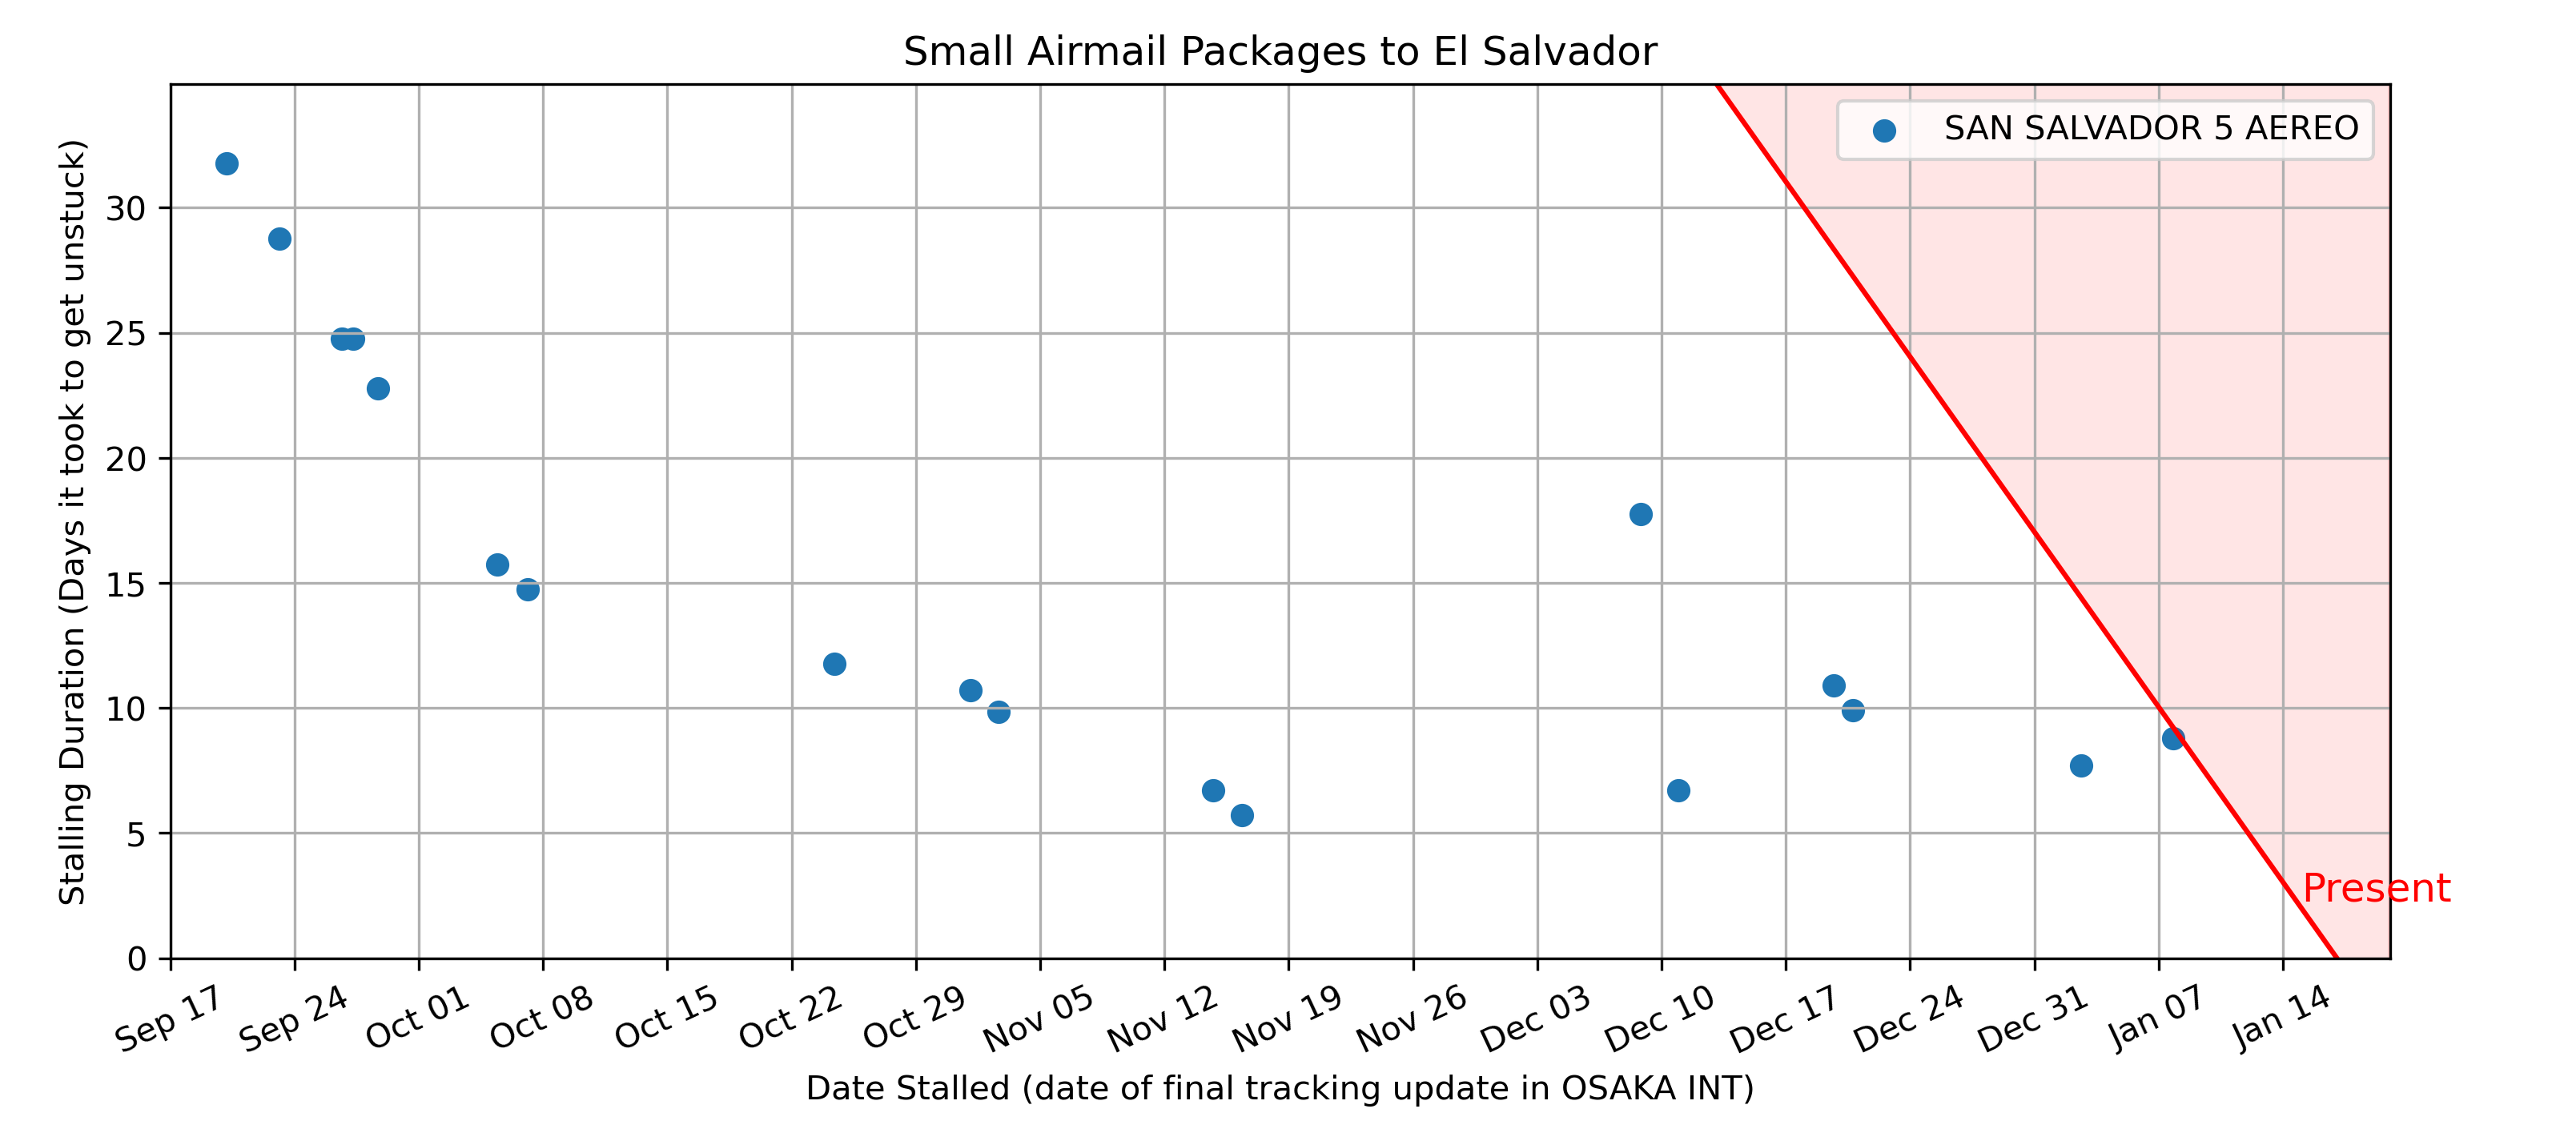 Small Airmail Packages to El Salvador
SAN SALVADOR 5 AEREO
Stalling Duration (Days it took to get unstuck)
30
25
20
15
10
5
0
Present
Sep 17
Sep 24
Oct 01
Oct 08
Oct 15
Oct 22
Oct 29
Nov 05
Nov 12
Nov 19
Nov 26
Dec 03
Dec 10
Dec 17
Dec 24
Dec 31
Jan 07
Jan 14
Date Stalled (date of final tracking update in OSAKA INT)